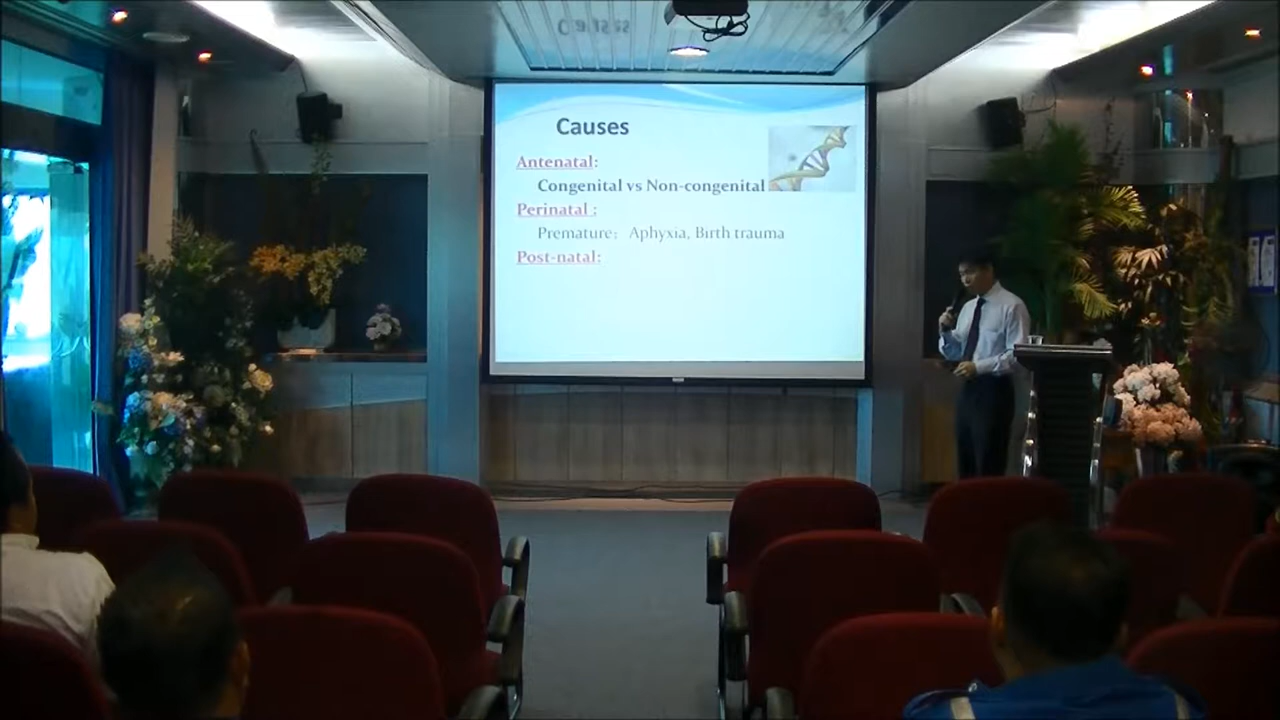 Causes
Antenatal:
Congenital vs Non-congenital
Perinatal :
Premature: Aphyxia, Birth trauma
Post-natal: